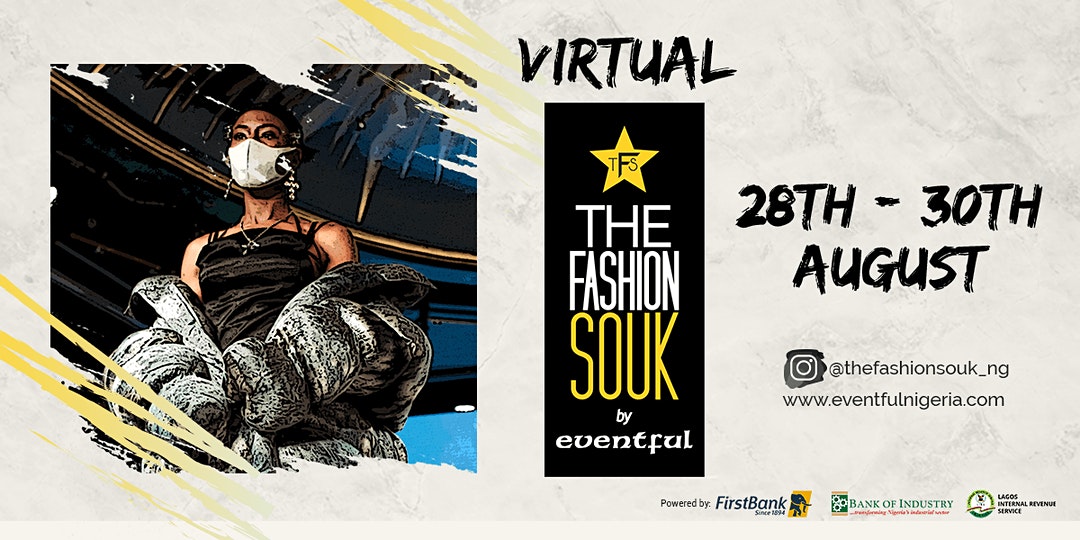 VIRTUAL
TFS
THE
FASHION
SOUK
by
eventful
28TH - 30TH
AUGUST
@thefashionsouk_ng
www.eventfulnigeria.com
Powered by: FirstBank
Since 1894
BANK OF INDUSTRY
...transforming Nigeria's industrial sector
LAGOS
INTERNAL REVENUE
SERVICE